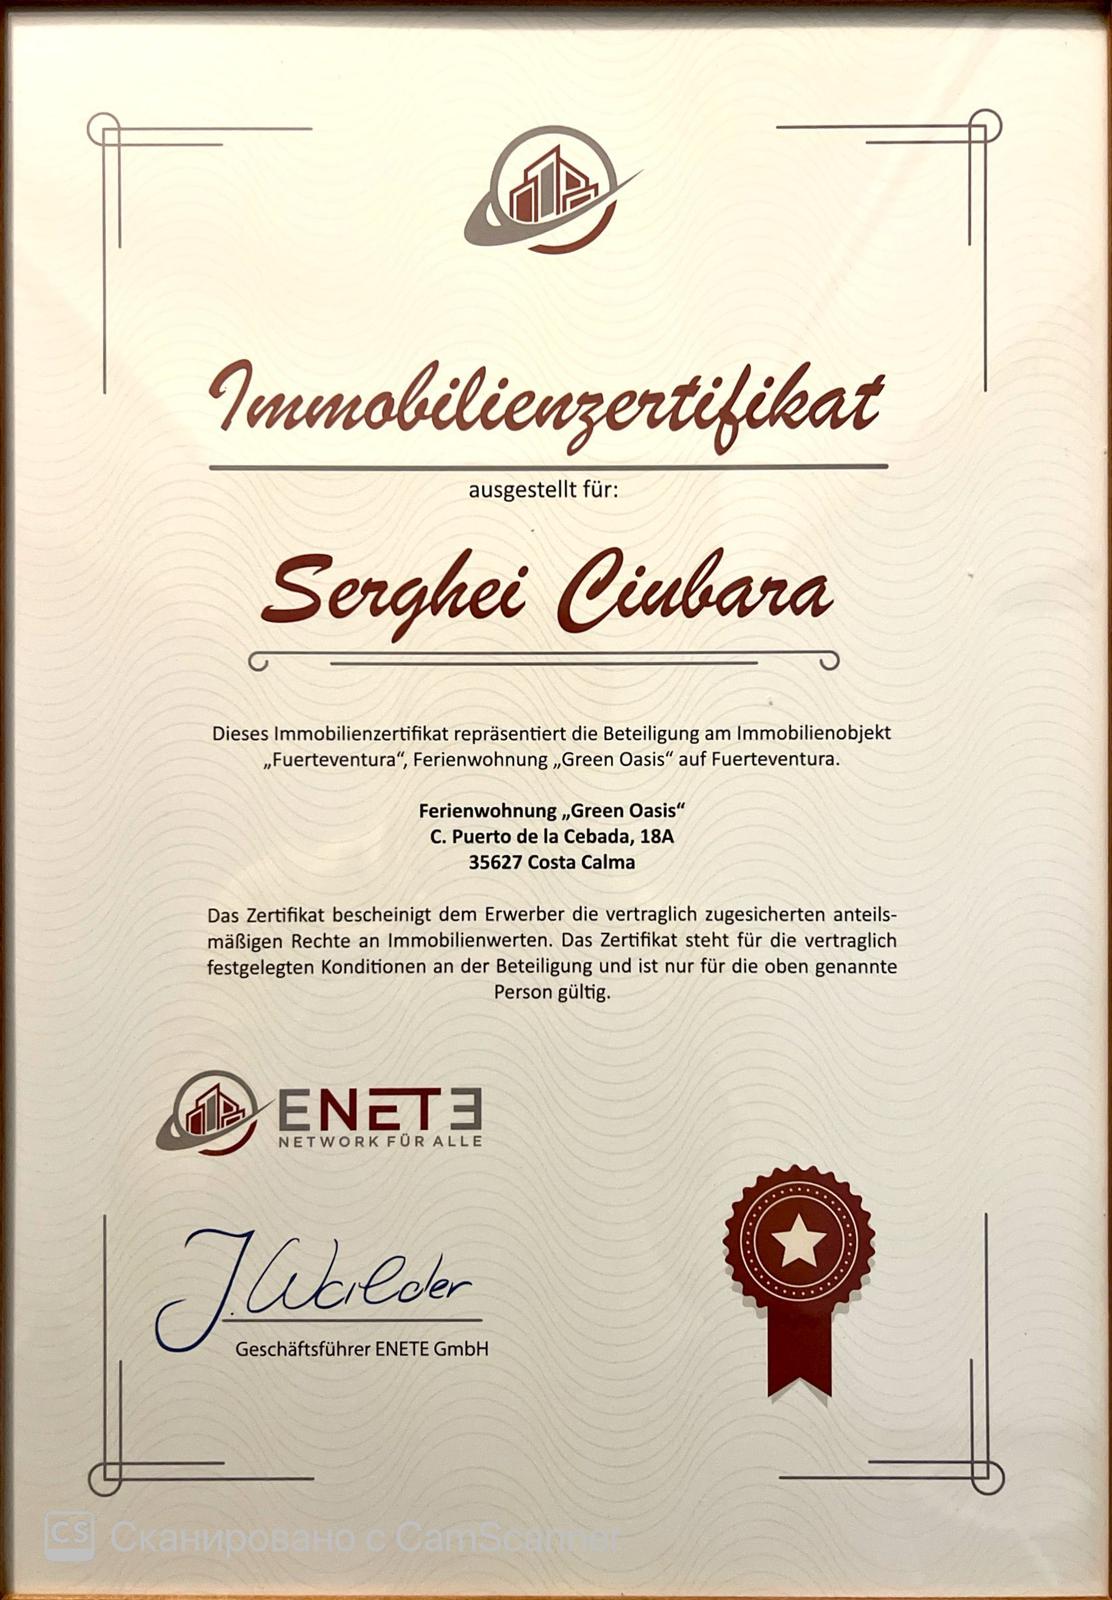 Immobilienzertifikat
ausgestellt für:
Serghei Ciubara
Dieses Immobilienzertifikat repräsentiert die Beteiligung am Immobilienobjekt
„Fuerteventura“, Ferienwohnung „Green Oasis“ auf Fuerteventura.
Ferienwohnung „Green Oasis“
C. Puerto de la Cebada, 18A
35627 Costa Calma
Das Zertifikat bescheinigt dem Erwerber die vertraglich zugesicherten anteils-
mäßigen Rechte an Immobilienwerten. Das Zertifikat steht für die vertraglich
festgelegten Konditionen an der Beteiligung und ist nur für die oben genannte
Person gültig.
ENETE
NETWORK FÜR ALLE
J. Wailder
Geschäftsführer ENETE GmbH
CS Сканировано с CamScanner